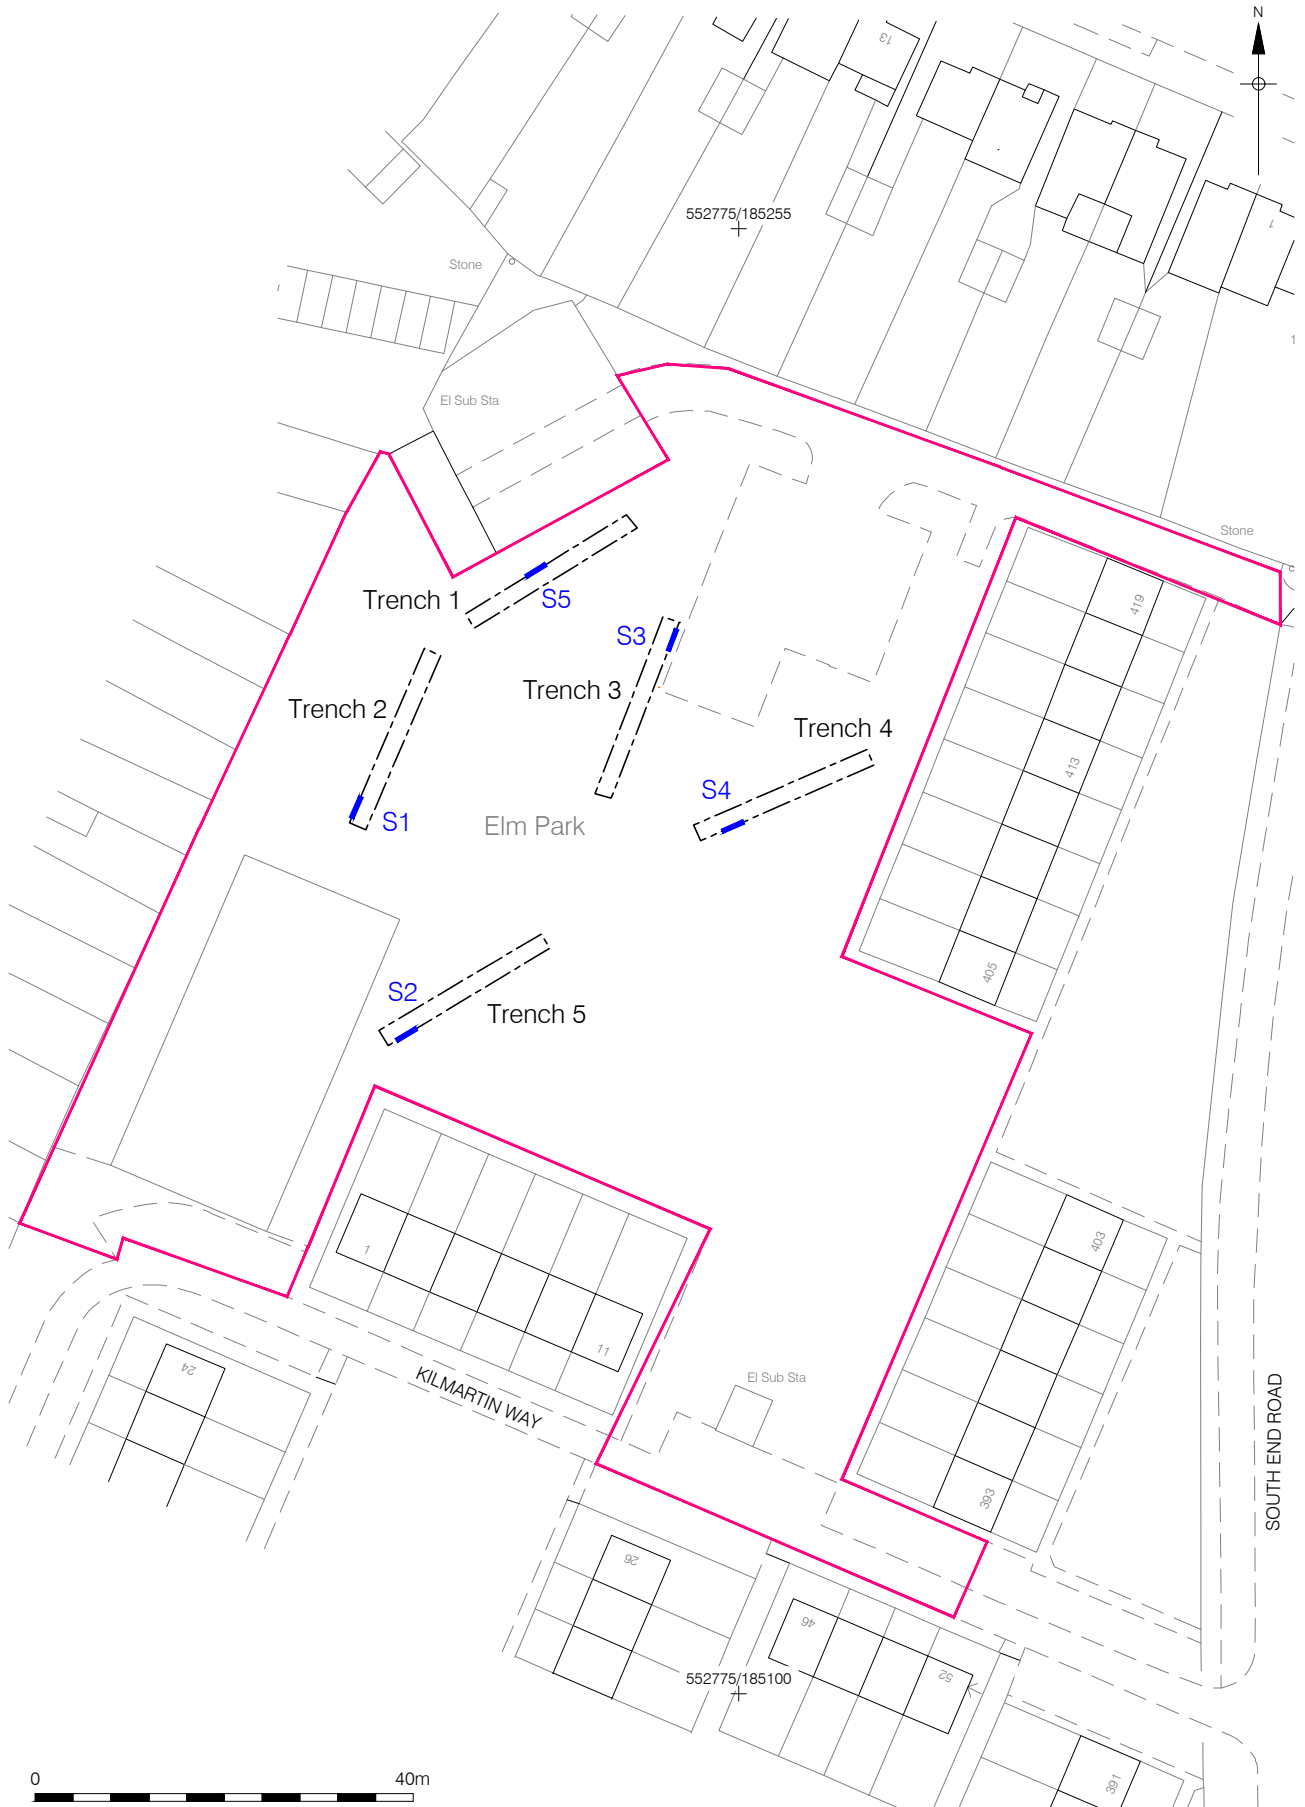 N
13
552775/185255
1
Stone
1
El Sub Sta
Stone
Trench 1
S5
419
S3
Trench 3
Trench 2
Trench 4
413
S4
S1
Elm Park
405
S2
Trench 5
403
1
11
24
El Sub Sta
KILMARTIN WAY
SOUTH END ROAD
393
26
46
552775/185100
52
391
0
40m